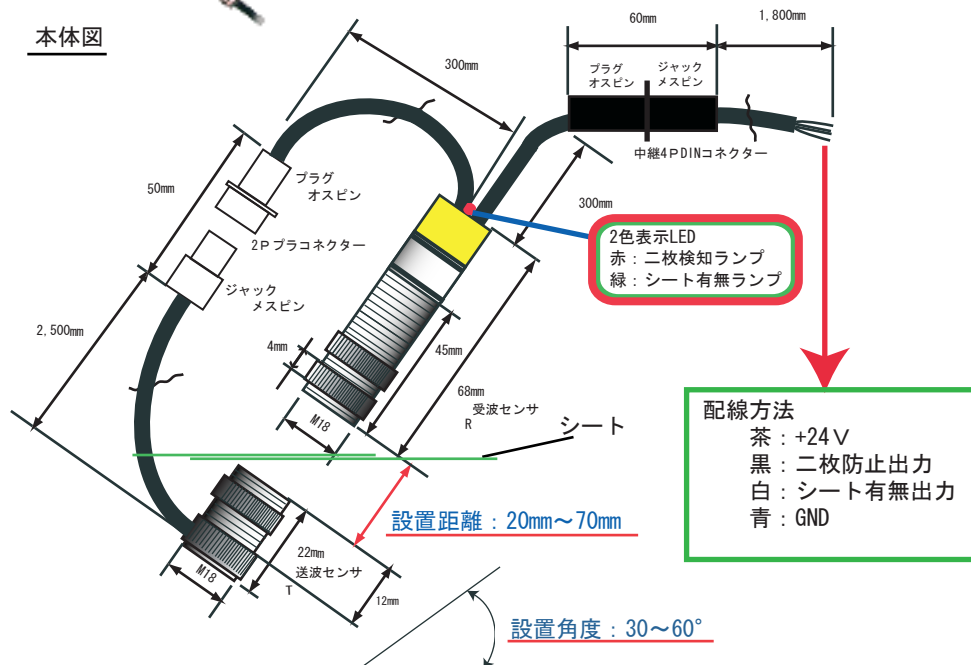 本体図
60mm
1,800mm
300mm
プラグ
オスピン
ジャック
メスピン
中継4PDINコネクター
プラグ
オスピン
50mm
2Pプラコネクター
ジャック
メスピン
300mm
2色表示LED
赤：二枚検知ランプ
緑：シート有無ランプ
2,500mm
4mm
45mm
68mm
受波センサ
R
M18
シート
配線方法
茶：+24V
黒：二枚防止出力
白：シート有無出力
青：GND
設置距離：20mm～70mm
22mm
送波センサ
T
M18
12mm
設置角度：30～60°